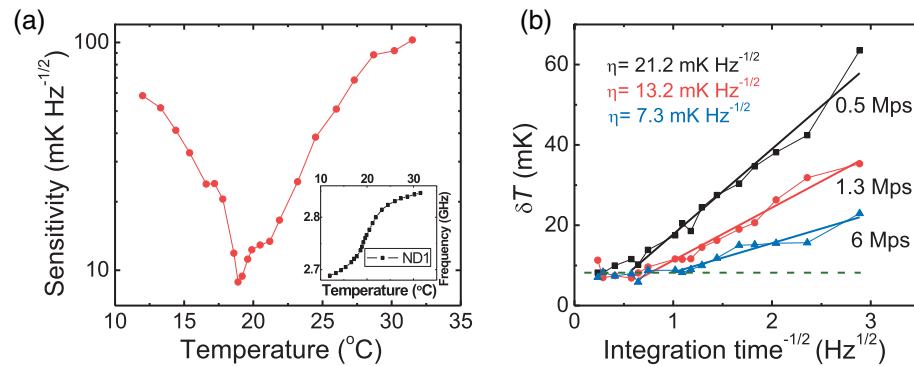 (a)
Sensitivity (mK Hz^-1/2)
100
10
10 15 20 25 30 35
Temperature (°C)
10 20 30
2.8
2.7
ND1
Frequency (GHz)
Temperature (°C)
(b)
δT (mK)
60
40
20
0
η= 21.2 mK Hz^-1/2
η= 13.2 mK Hz^-1/2
η= 7.3 mK Hz^-1/2
0.5 Mps
1.3 Mps
6 Mps
0 1 2 3
Integration time^-1/2 (Hz^1/2)